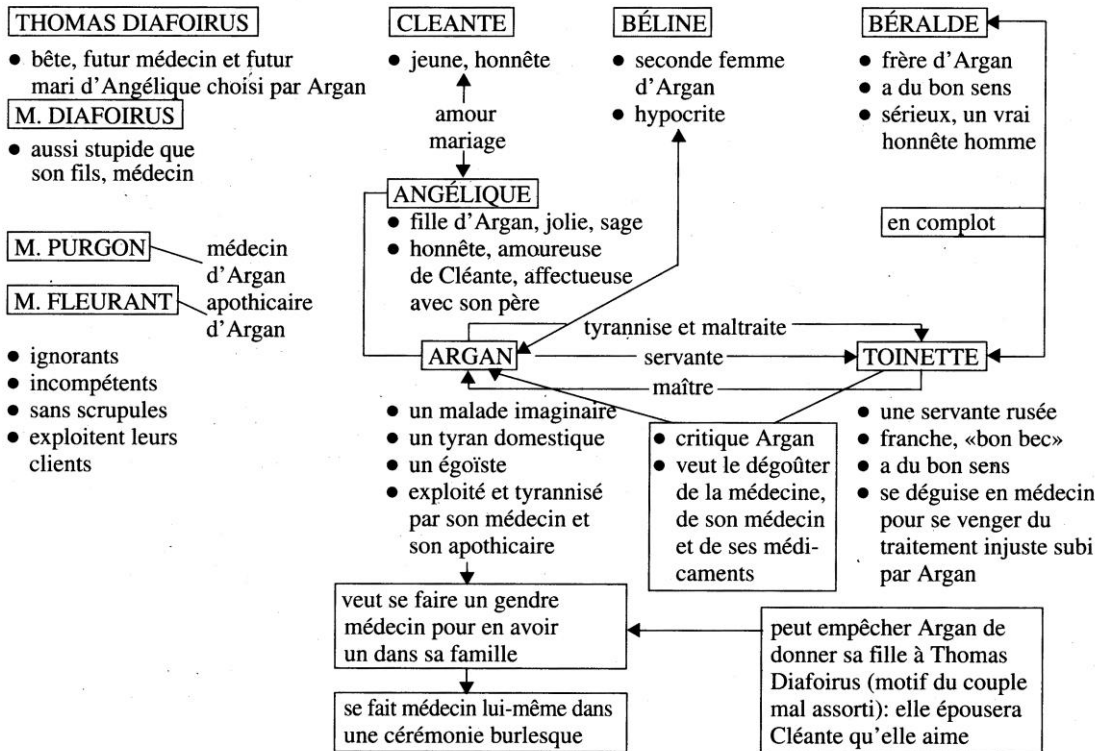 THOMAS DIAFOIRUS
• bête, futur médecin et futur
mari d'Angélique choisi par Argan
M. DIAFOIRUS
• aussi stupide que
son fils, médecin
M. PURGON
médecin
d'Argan
M. FLEURANT
apothicaire
d'Argan
• ignorants
• incompétents
• sans scrupules
• exploitent leurs
clients
CLEANTE
• jeune, honnête
amour
mariage
ANGÉLIQUE
• fille d'Argan, jolie, sage
• honnête, amoureuse
de Cléante, affectueuse
avec son père
BÉLINE
• seconde femme
d'Argan
• hypocrite
BÉRALDE
• frère d'Argan
• a du bon sens
• sérieux, un vrai
honnête homme
en complot
tyrannise et maltraite
ARGAN
servante
TOINETTE
maître
• un malade imaginaire
• un tyran domestique
• un égoïste
• exploité et tyrannisé
par son médecin et
son apothicaire
• critique Argan
• veut le dégoûter
de la médecine,
de son médecin
et de ses médi-
caments
• une servante rusée
• franche, «bon bec»
• a du bon sens
• se déguise en médecin
pour se venger du
traitement injuste subi
par Argan
veut se faire un gendre
médecin pour en avoir
un dans sa famille
se fait médecin lui-même dans
une cérémonie burlesque
peut empêcher Argan de
donner sa fille à Thomas
Diafoirus (motif du couple
mal assorti): elle épousera
Cléante qu'elle aime